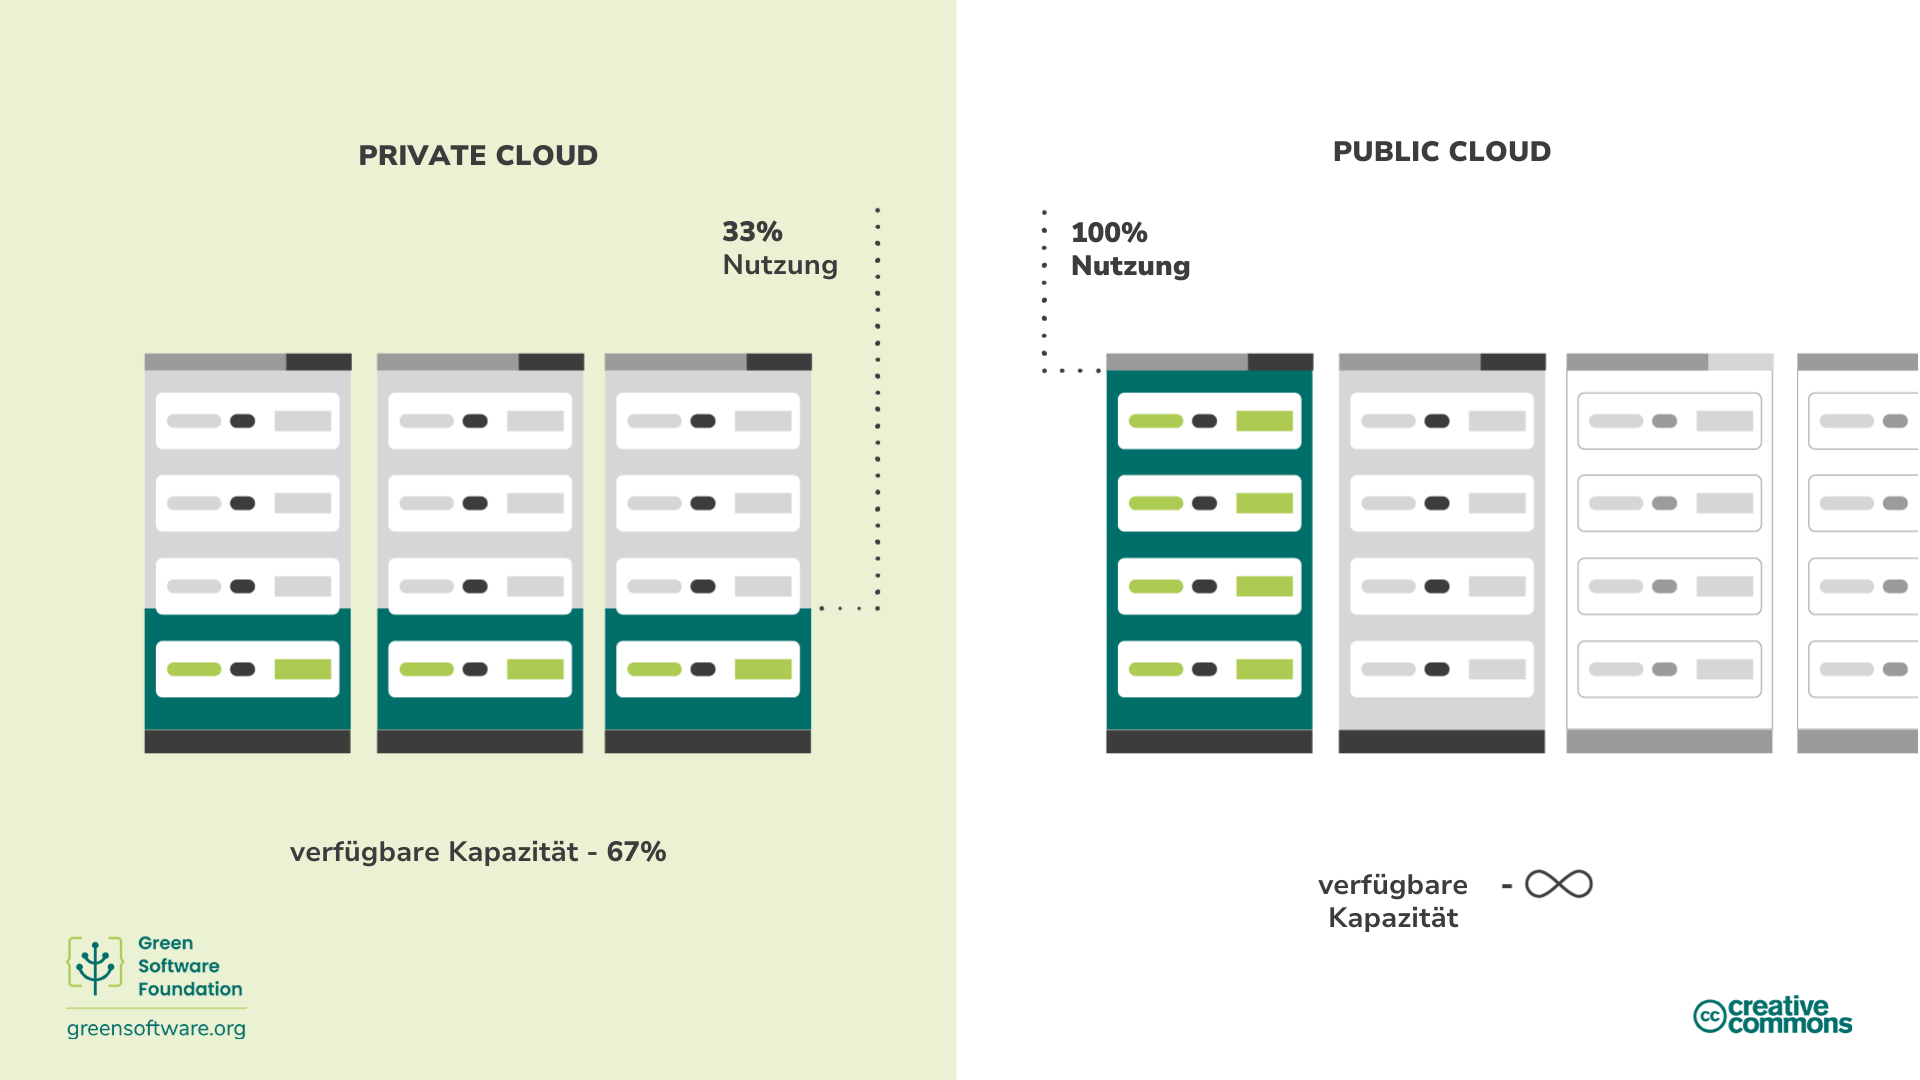 PRIVATE CLOUD
33%
Nutzung
verfügbare Kapazität - 67%
Green
Software
Foundation
greensoftware.org
PUBLIC CLOUD
100%
Nutzung
verfügbare - ∞
Kapazität
cc creative
commons